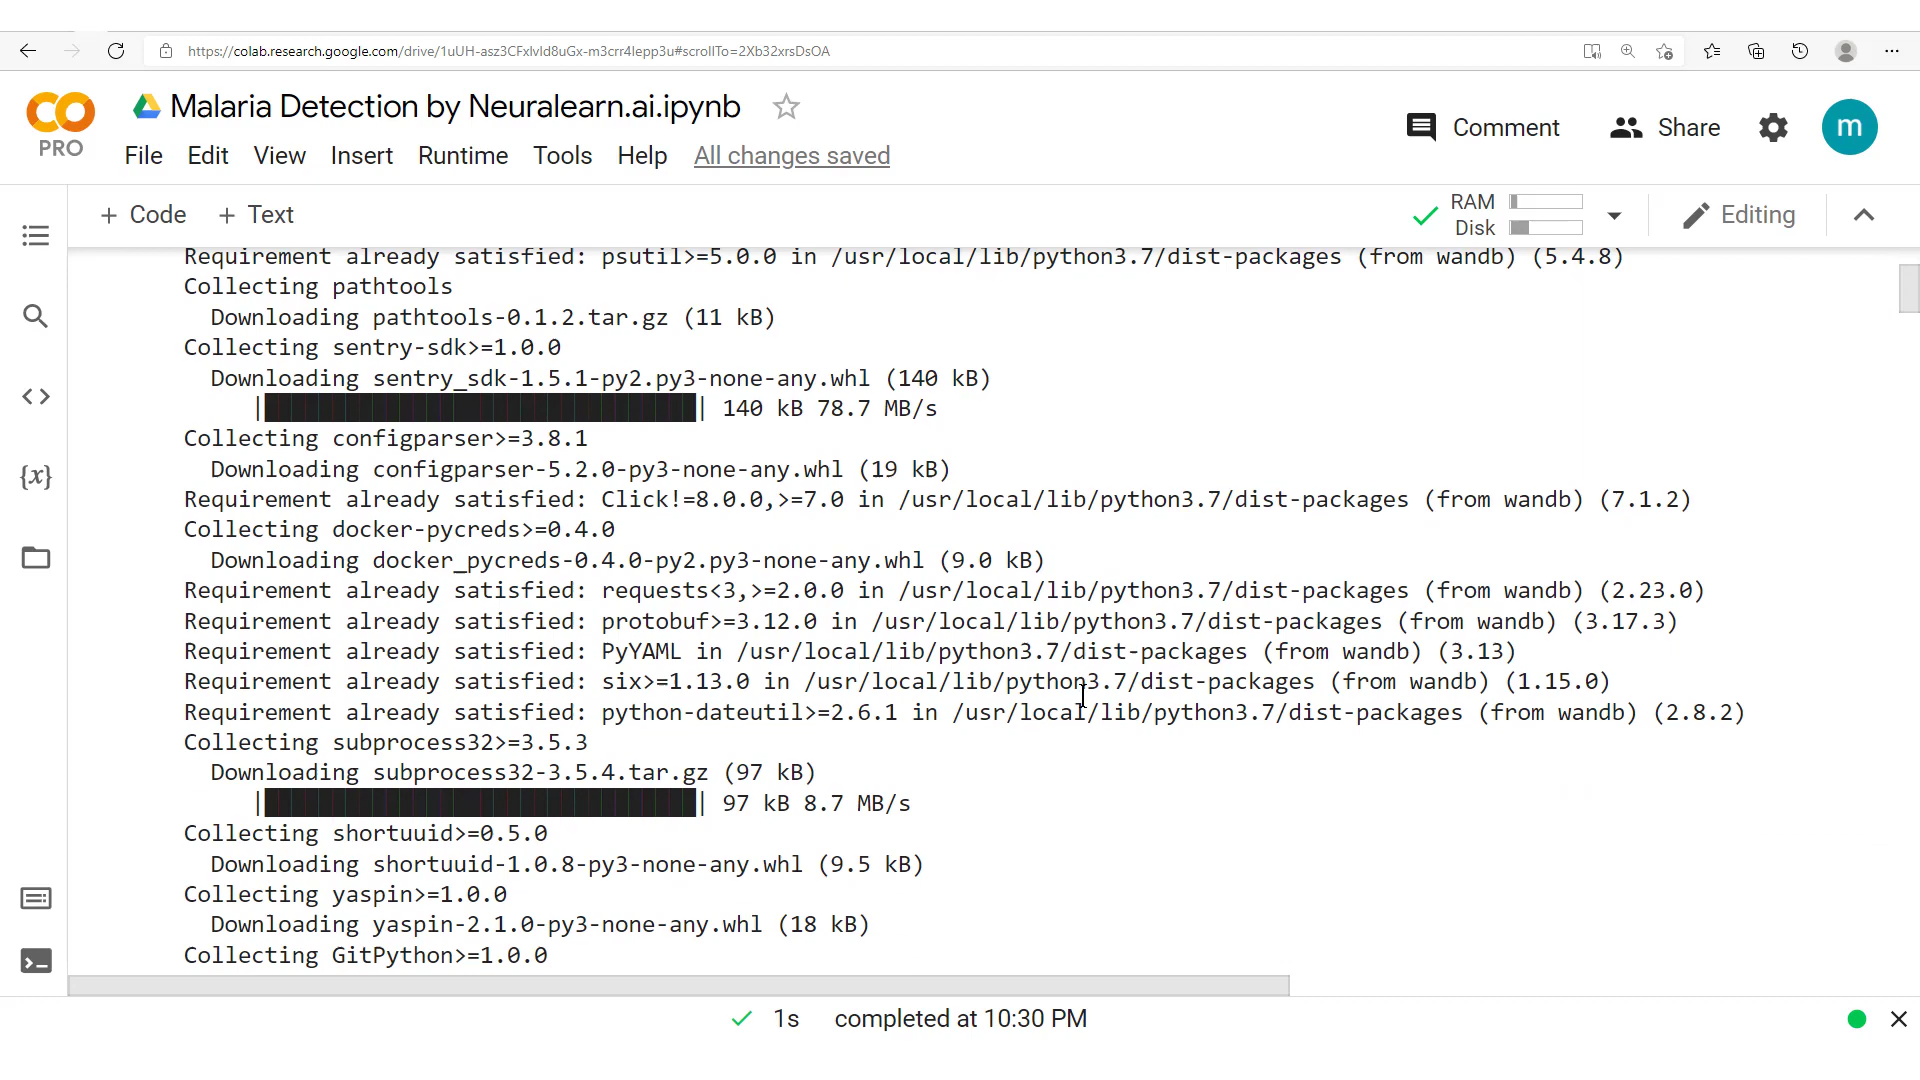 https://colab.research.google.com/drive/1uUH-asz3CFxlvld8uGx-m3crr4lepp3u#scrollTo=2Xb32xrsDsOA
Malaria Detection by Neuralearn.ai.ipynb
PRO
File Edit View Insert Runtime Tools Help All changes saved
Comment Share m
+ Code + Text
RAM
Disk
Editing
Requirement already satisfied: psutil>=5.0.0 in /usr/local/lib/python3.7/dist-packages (from wandb) (5.4.8)
Collecting pathtools
Downloading pathtools-0.1.2.tar.gz (11 kB)
Collecting sentry-sdk>=1.0.0
Downloading sentry_sdk-1.5.1-py2.py3-none-any.whl (140 kB)
|████████████████████████████████| 140 kB 78.7 MB/s
Collecting configparser>=3.8.1
Downloading configparser-5.2.0-py3-none-any.whl (19 kB)
Requirement already satisfied: Click!=8.0.0,>=7.0 in /usr/local/lib/python3.7/dist-packages (from wandb) (7.1.2)
Collecting docker-pycreds>=0.4.0
Downloading docker_pycreds-0.4.0-py2.py3-none-any.whl (9.0 kB)
Requirement already satisfied: requests<3,>=2.0.0 in /usr/local/lib/python3.7/dist-packages (from wandb) (2.23.0)
Requirement already satisfied: protobuf>=3.12.0 in /usr/local/lib/python3.7/dist-packages (from wandb) (3.17.3)
Requirement already satisfied: PyYAML in /usr/local/lib/python3.7/dist-packages (from wandb) (3.13)
Requirement already satisfied: six>=1.13.0 in /usr/local/lib/python3.7/dist-packages (from wandb) (1.15.0)
Requirement already satisfied: python-dateutil>=2.6.1 in /usr/local/lib/python3.7/dist-packages (from wandb) (2.8.2)
Collecting subprocess32>=3.5.3
Downloading subprocess32-3.5.4.tar.gz (97 kB)
|████████████████████████████████| 97 kB 8.7 MB/s
Collecting shortuuid>=0.5.0
Downloading shortuuid-1.0.8-py3-none-any.whl (9.5 kB)
Collecting yaspin>=1.0.0
Downloading yaspin-2.1.0-py3-none-any.whl (18 kB)
Collecting GitPython>=1.0.0
1s completed at 10:30 PM